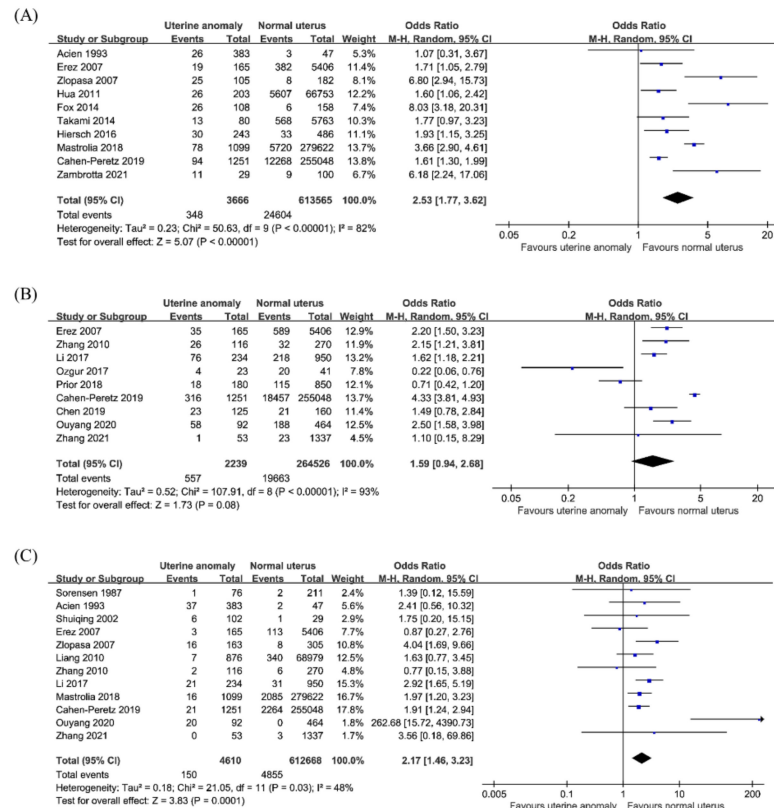 (A)
Uterine anomaly Normal uterus Odds Ratio Odds Ratio
Study or Subgroup Events Total Events Total Weight M-H, Random, 95% CI M-H, Random, 95% CI
Acien 1993 26 383 3 47 5.3% 1.07 [0.31, 3.67]
Erez 2007 19 165 382 5406 11.4% 1.71 [1.05, 2.79]
Zlopasa 2007 25 105 8 182 8.0% 6.80 [2.94, 15.73]
Hua 2011 26 203 5607 66753 12.0% 1.60 [1.06, 2.42]
Fox 2014 26 108 6 158 7.4% 8.03 [3.18, 20.31]
Takami 2014 13 80 568 5763 10.5% 1.77 [0.97, 3.23]
Hiersch 2016 30 243 33 486 11.2% 1.93 [1.15, 3.25]
Mastrolia 2018 78 1099 5720 279622 13.7% 3.66 [2.90, 4.61]
Cahen-Peretz 2019 94 1251 12268 255048 13.8% 1.61 [1.30, 1.99]
Zambrotta 2021 11 29 9 100 6.7% 6.18 [2.24, 17.06]
Total (95% CI) 3666 613565 100.0% 2.53 [1.77, 3.62]
Total events 348 24604
Heterogeneity: Tau² = 0.23; Chi² = 50.63, df = 9 (P < 0.00001); I² = 82%
Test for overall effect: Z = 5.07 (P < 0.00001)
0.05 0.2 1 5 20
Favours uterine anomaly Favours normal uterus
(B)
Uterine anomaly Normal uterus Odds Ratio Odds Ratio
Study or Subgroup Events Total Events Total Weight M-H, Random, 95% CI M-H, Random, 95% CI
Erez 2007 35 165 589 5406 12.9% 2.20 [1.50, 3.23]
Zhang 2010 26 116 32 270 11.9% 2.15 [1.21, 3.81]
Li 2017 76 234 218 950 13.2% 1.62 [1.18, 2.21]
Ozgur 2017 4 23 20 41 7.8% 0.22 [0.06, 0.76]
Prior 2018 18 180 115 850 12.2% 0.71 [0.42, 1.20]
Cahen-Peretz 2019 316 1251 18457 255048 13.6% 4.33 [3.81, 4.93]
Chen 2019 23 125 21 160 11.4% 1.49 [0.78, 2.84]
Ouyang 2020 58 92 188 464 12.5% 2.50 [1.58, 3.98]
Zhang 2021 1 53 23 1337 4.5% 1.10 [0.15, 8.29]
Total (95% CI) 2239 264526 100.0% 1.59 [0.94, 2.68]
Total events 557 19663
Heterogeneity: Tau² = 0.52; Chi² = 107.91, df = 8 (P < 0.00001); I² = 93%
Test for overall effect: Z = 1.73 (P = 0.08)
0.05 0.2 1 5 20
Favours uterine anomaly Favours normal uterus
(C)
Uterine anomaly Normal uterus Odds Ratio Odds Ratio
Study or Subgroup Events Total Events Total Weight M-H, Random, 95% CI M-H, Random, 95% CI
Sorensen 1987 1 76 2 211 2.4% 1.39 [0.12, 15.59]
Acien 1993 37 383 2 47 5.6% 2.41 [0.56, 10.32]
Shuiqing 2002 6 102 1 29 2.8% 1.75 [0.20, 15.15]
Erez 2007 3 165 113 5406 7.9% 0.87 [0.27, 2.76]
Zlopasa 2007 16 163 8 305 10.6% 4.04 [1.69, 9.66]
Liang 2010 7 876 340 68979 12.4% 1.63 [0.77, 3.45]
Zhang 2010 2 116 6 270 4.6% 0.77 [0.15, 3.88]
Li 2017 21 234 31 950 14.7% 2.92 [1.65, 5.19]
Mastrolia 2018 16 1099 2085 279622 16.7% 1.97 [1.20, 3.23]
Cahen-Peretz 2019 21 1251 2264 255048 18.0% 1.91 [1.24, 2.94]
Ouyang 2020 20 92 0 464 1.8% 262.68 [15.72, 4390.73]
Zhang 2021 0 53 3 1337 1.7% 3.56 [0.18, 69.86]
Total (95% CI) 4610 612668 100.0% 2.17 [1.46, 3.23]
Total events 150 4855
Heterogeneity: Tau² = 0.18; Chi² = 21.05, df = 11 (P = 0.03); I² = 48%
Test for overall effect: Z = 3.83 (P = 0.0001)
0.01 0.1 1 10 100
Favours uterine anomaly Favours normal uterus